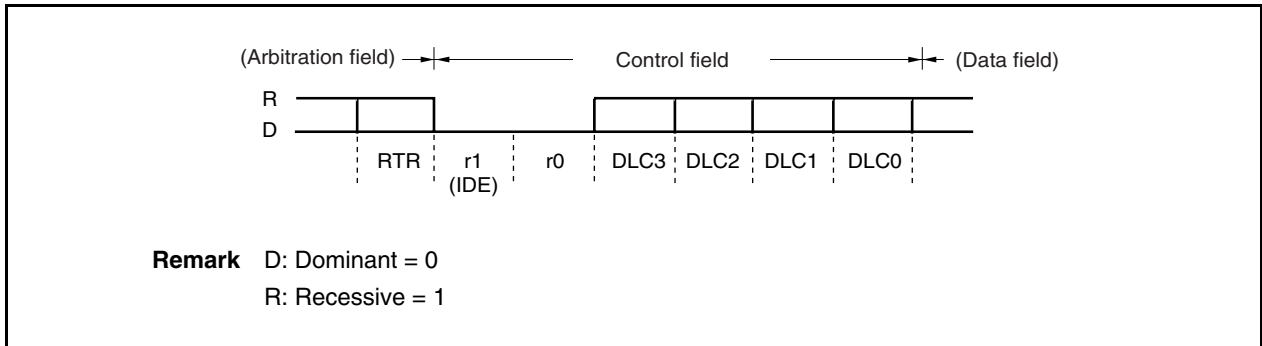 (Arbitration field) Control field (Data field)
R
D
RTR r1 r0 DLC3 DLC2 DLC1 DLC0
(IDE)
Remark D: Dominant = 0
R: Recessive = 1